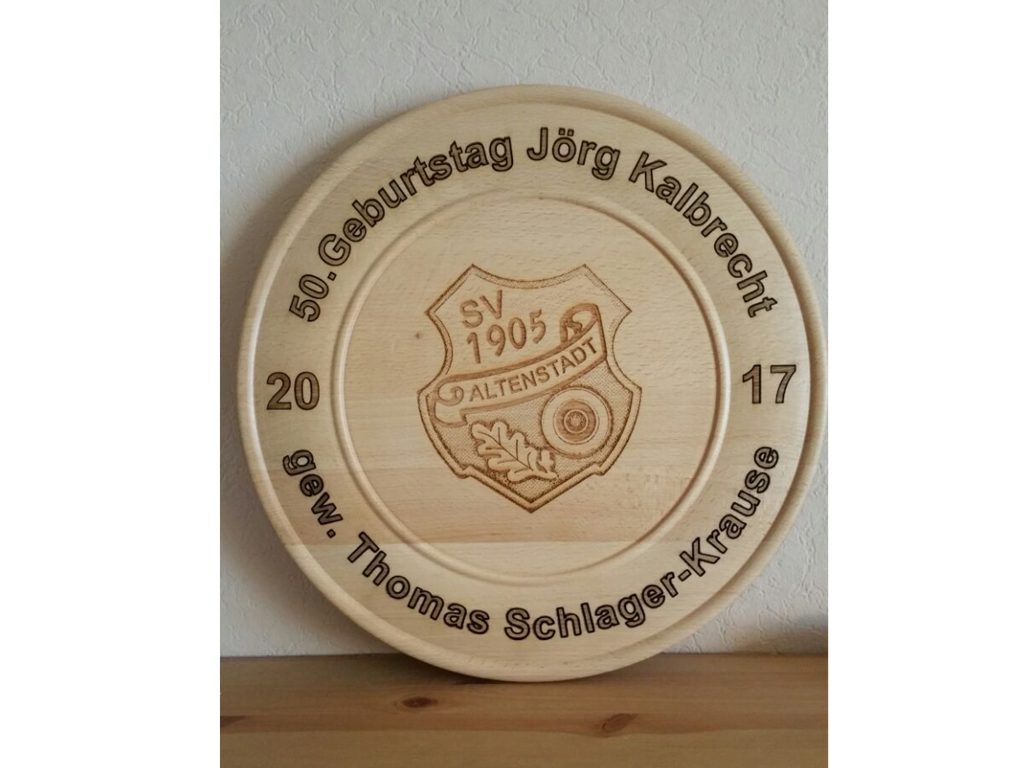 50.Geburtstag Jörg Kalbrecht
SV
1905
ALTENSTADT
20 17
gew. Thomas Schlager-Krause